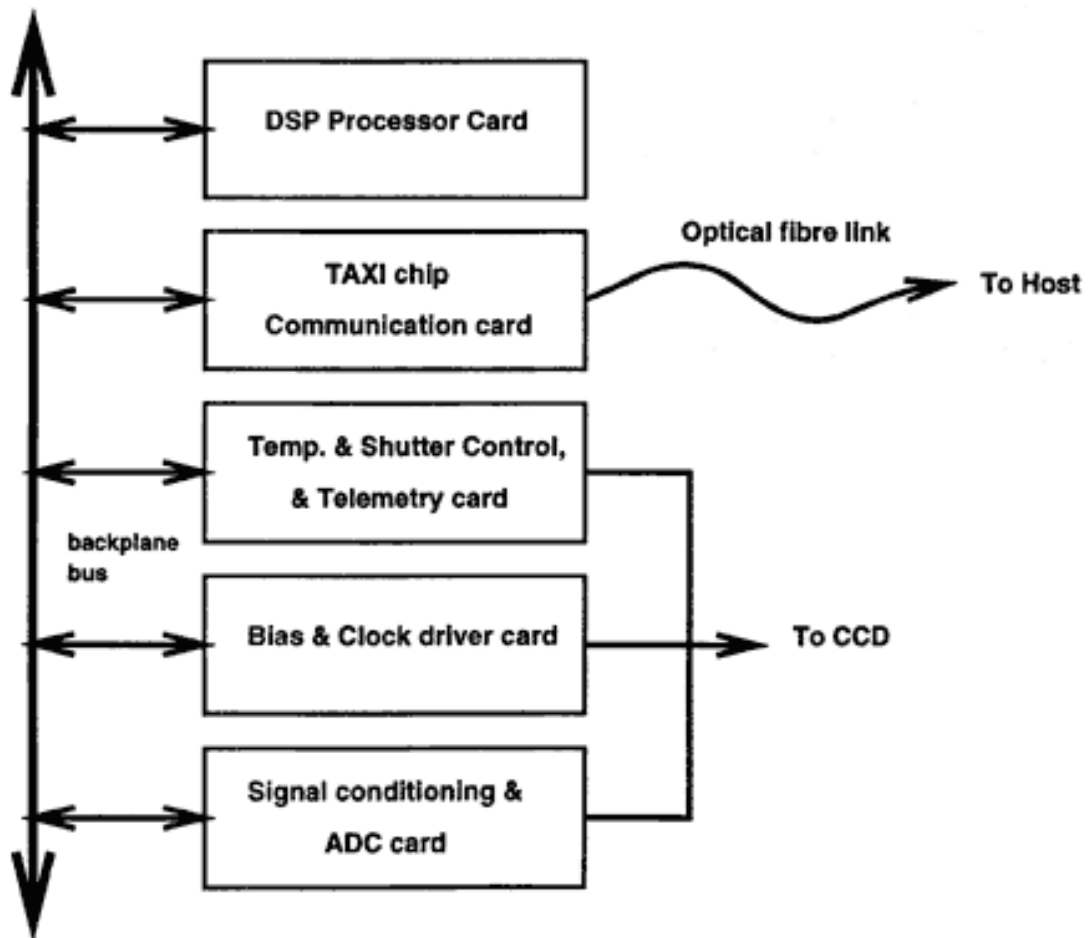 DSP Processor Card
TAXI chip
Communication card
Optical fibre link
To Host
Temp. & Shutter Control,
& Telemetry card
backplane
bus
Bias & Clock driver card
To CCD
Signal conditioning &
ADC card